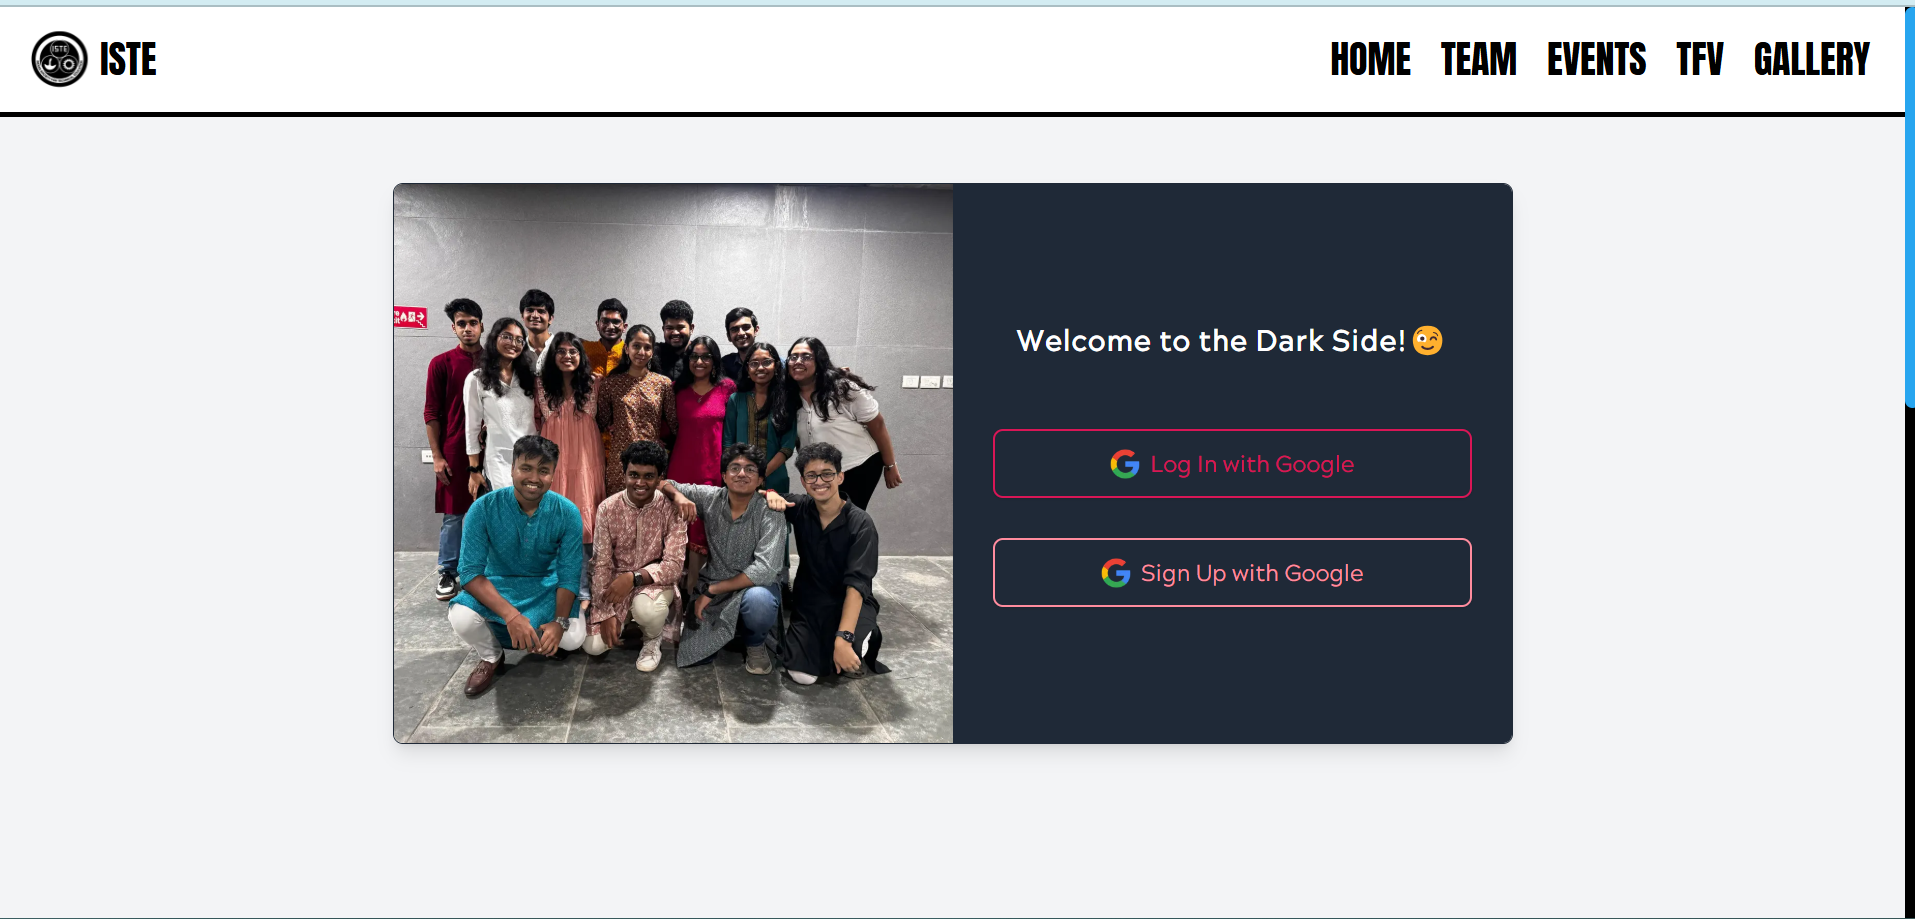 ISTE
ISTE
HOME TEAM EVENTS TFV GALLERY
Welcome to the Dark Side!😉
Log In with Google
Sign Up with Google